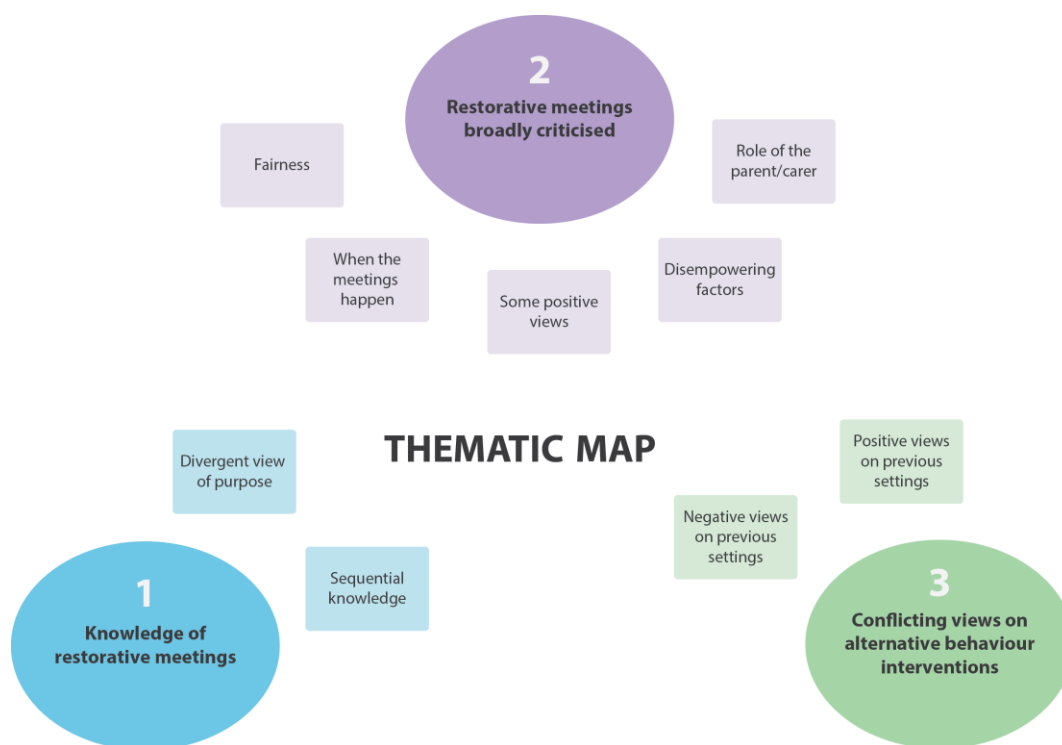 2
Restorative meetings
broadly criticised
Fairness
Role of the
parent/carer
When the
meetings
happen
Some positive
views
Disempowering
factors
THEMATIC MAP
Divergent view
of purpose
Sequential
knowledge
1
Knowledge of
restorative meetings
Positive views
on previous
settings
Negative views
on previous
settings
3
Conflicting views on
alternative behaviour
interventions